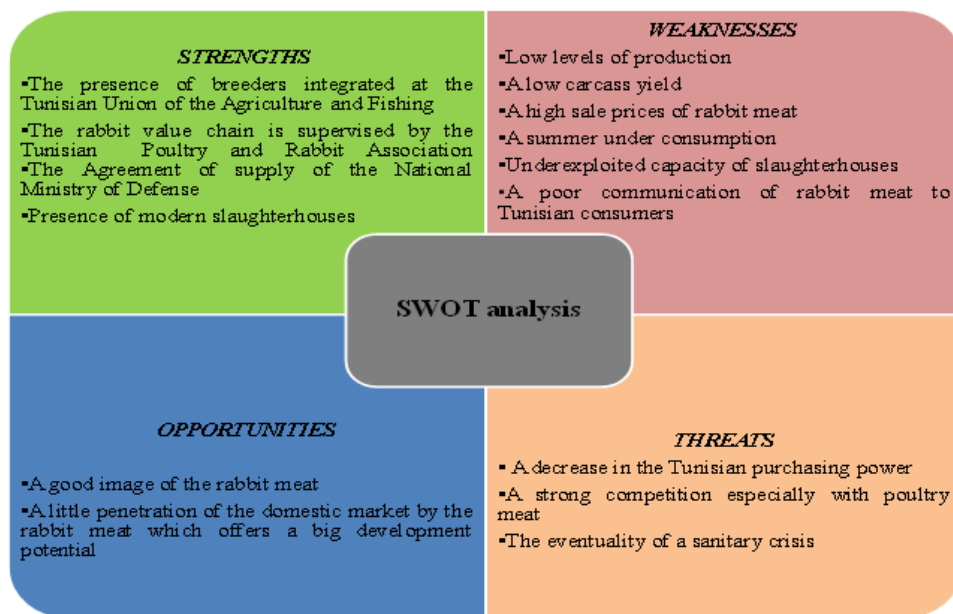 STRENGTHS
▪The presence of breeders integrated at the
Tunisian Union of the Agriculture and Fishing
▪The rabbit value chain is supervised by the
Tunisian Poultry and Rabbit Association
▪The Agreement of supply of the National
Ministry of Defense
▪Presence of modern slaughterhouses
WEAKNESSES
▪Low levels of production
▪A low carcass yield
▪A high sale prices of rabbit meat
▪A summer under consumption
▪Underexploited capacity of slaughterhouses
▪A poor communication of rabbit meat to
Tunisian consumers
SWOT analysis
OPPORTUNITIES
▪A good image of the rabbit meat
▪A little penetration of the domestic market by the
rabbit meat which offers a big development
potential
THREATS
▪ A decrease in the Tunisian purchasing power
▪A strong competition especially with poultry
meat
▪The eventuality of a sanitary crisis